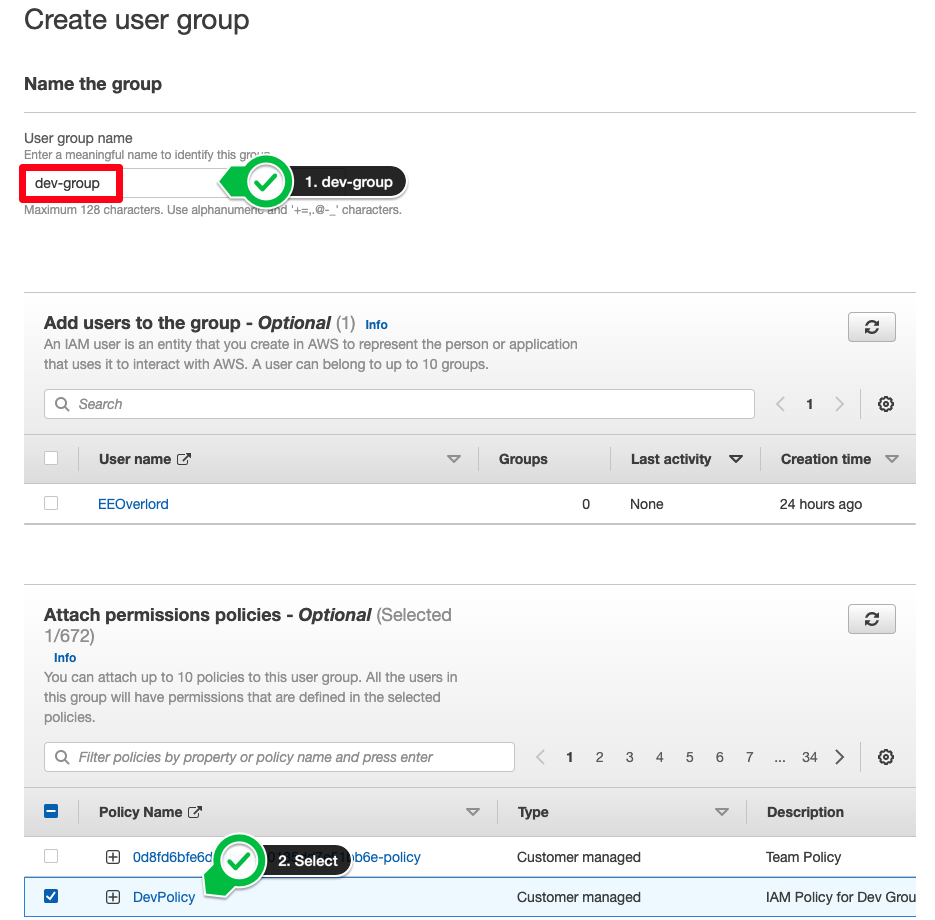 Create user group
Name the group
User group name
Enter a meaningful name to identify this group.
dev-group
1. dev-group
Maximum 128 characters. Use alphanumeric and '+=,.@-_' characters.
Add users to the group - Optional (1) Info
An IAM user is an entity that you create in AWS to represent the person or application
that uses it to interact with AWS. A user can belong to up to 10 groups.
Search
1
User name Groups Last activity Creation time
EEOverlord 0 None 24 hours ago
Attach permissions policies - Optional (Selected
1/672)
Info
You can attach up to 10 policies to this user group. All the users in
this group will have permissions that are defined in the selected
policies.
Filter policies by property or policy name and press enter
1 2 3 4 5 6 7 ... 34
Policy Name Type Description
Customer managed Team Policy
2. Select
DevPolicy Customer managed IAM Policy for Dev Grou